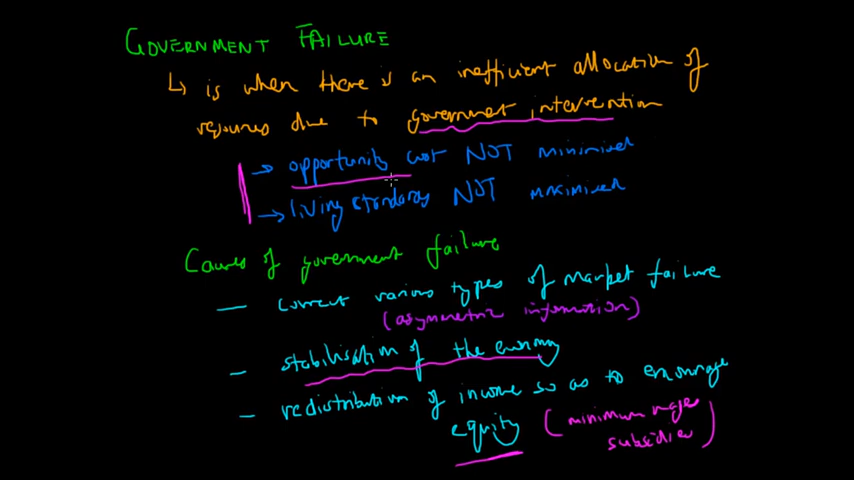 GOVERNMENT FAILURE
↳ is when there is an inefficient allocation of
resources due to government intervention
→ opportunity cost NOT minimised
→ living standards NOT maximised
Causes of government failure
— correct various types of market failure
(asymmetric information)
— stabilisation of the economy
— redistribution of income so as to encourage
equity (minimum wages
subsidies)